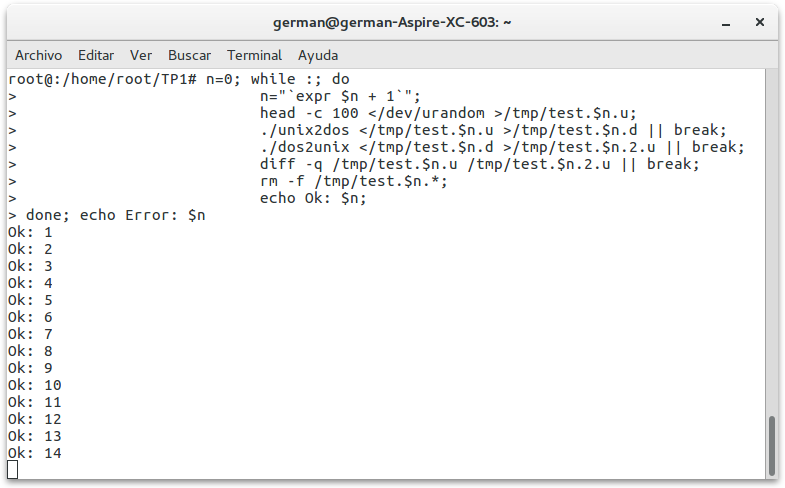 german@german-Aspire-XC-603: ~
Archivo Editar Ver Buscar Terminal Ayuda
root@:/home/root/TP1# n=0; while :; do
>                           n="`expr $n + 1`";
>                           head -c 100 </dev/urandom >/tmp/test.$n.u;
>                           ./unix2dos </tmp/test.$n.u >/tmp/test.$n.d || break;
>                           ./dos2unix </tmp/test.$n.d >/tmp/test.$n.2.u || break;
>                           diff -q /tmp/test.$n.u /tmp/test.$n.2.u || break;
>                           rm -f /tmp/test.$n.*;
>                           echo Ok: $n;
> done; echo Error: $n
Ok: 1
Ok: 2
Ok: 3
Ok: 4
Ok: 5
Ok: 6
Ok: 7
Ok: 8
Ok: 9
Ok: 10
Ok: 11
Ok: 12
Ok: 13
Ok: 14